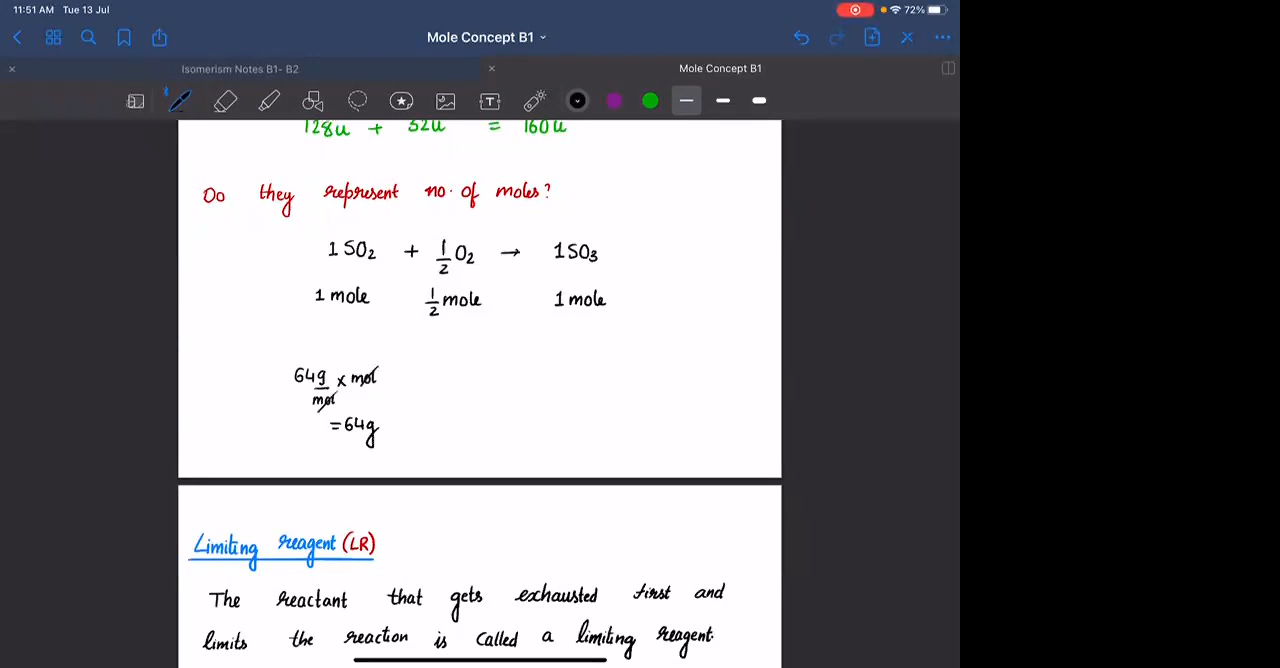 11:51 AM Tue 13 Jul
72%
Mole Concept B1
Isomerism Notes B1- B2
Mole Concept B1
128u + 32u = 160u
Do they represent no. of moles?
1 SO₂ + 1/2 O₂ → 1 SO₃
1 mole 1/2 mole 1 mole
64g/mol x mol
= 64g
Limiting reagent (LR)
The reactant that gets exhausted first and
limits the reaction is called a limiting reagent.